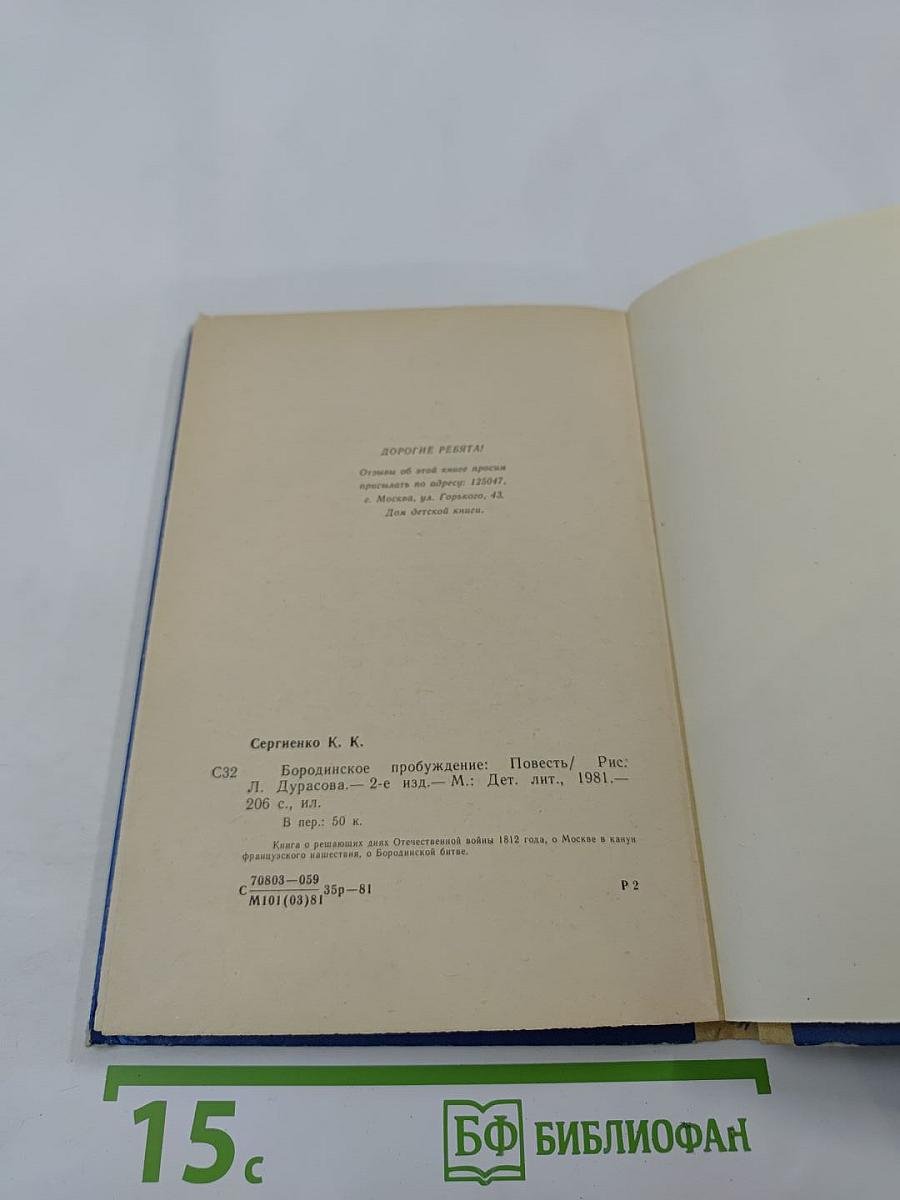 ДОРОГИЕ РЕБЯТА!
Отзывы об этой книге просим
присылать по адресу: 125047,
г. Москва, ул. Горького, 43.
Дом детской книги.
Сергиенко К. К.
С32 Бородинское пробуждение: Повесть/ Рис.
Л. Дурасова.— 2-е изд.— М.: Дет. лит., 1981.—
206 с., ил.
В пер.: 50 к.
Книга о решающих днях Отечественной войны 1812 года, о Москве в канун
французского нашествия, о Бородинской битве.
70803—059
С 35р—81
М101(03)81
Р 2
15 с
БФ БИБЛИОФАН